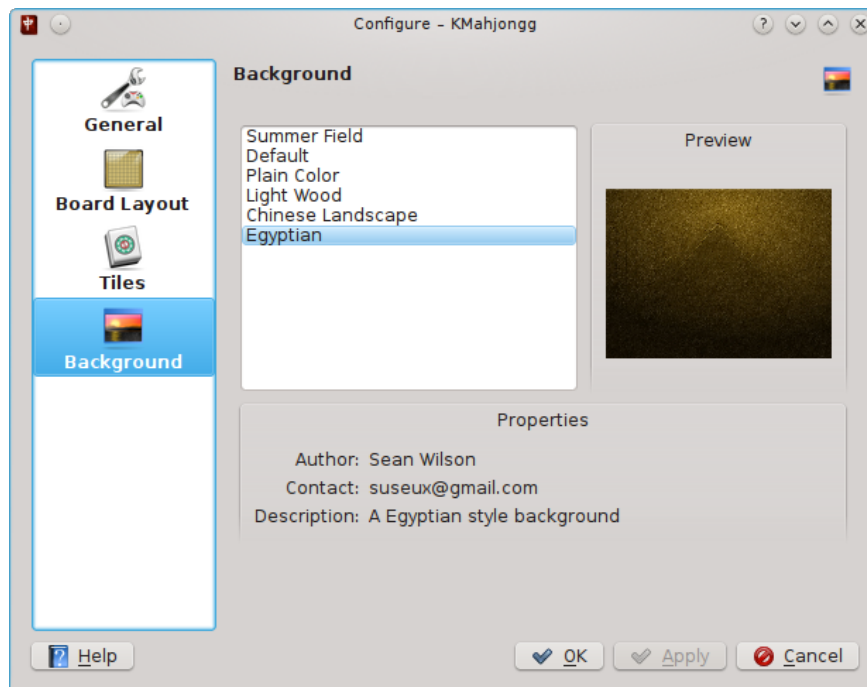 Configure – KMahjongg
General
Board Layout
Tiles
Background
Background
Summer Field
Default
Plain Color
Light Wood
Chinese Landscape
Egyptian
Preview
Properties
Author: Sean Wilson
Contact: suseux@gmail.com
Description: A Egyptian style background
Help
OK
Apply
Cancel